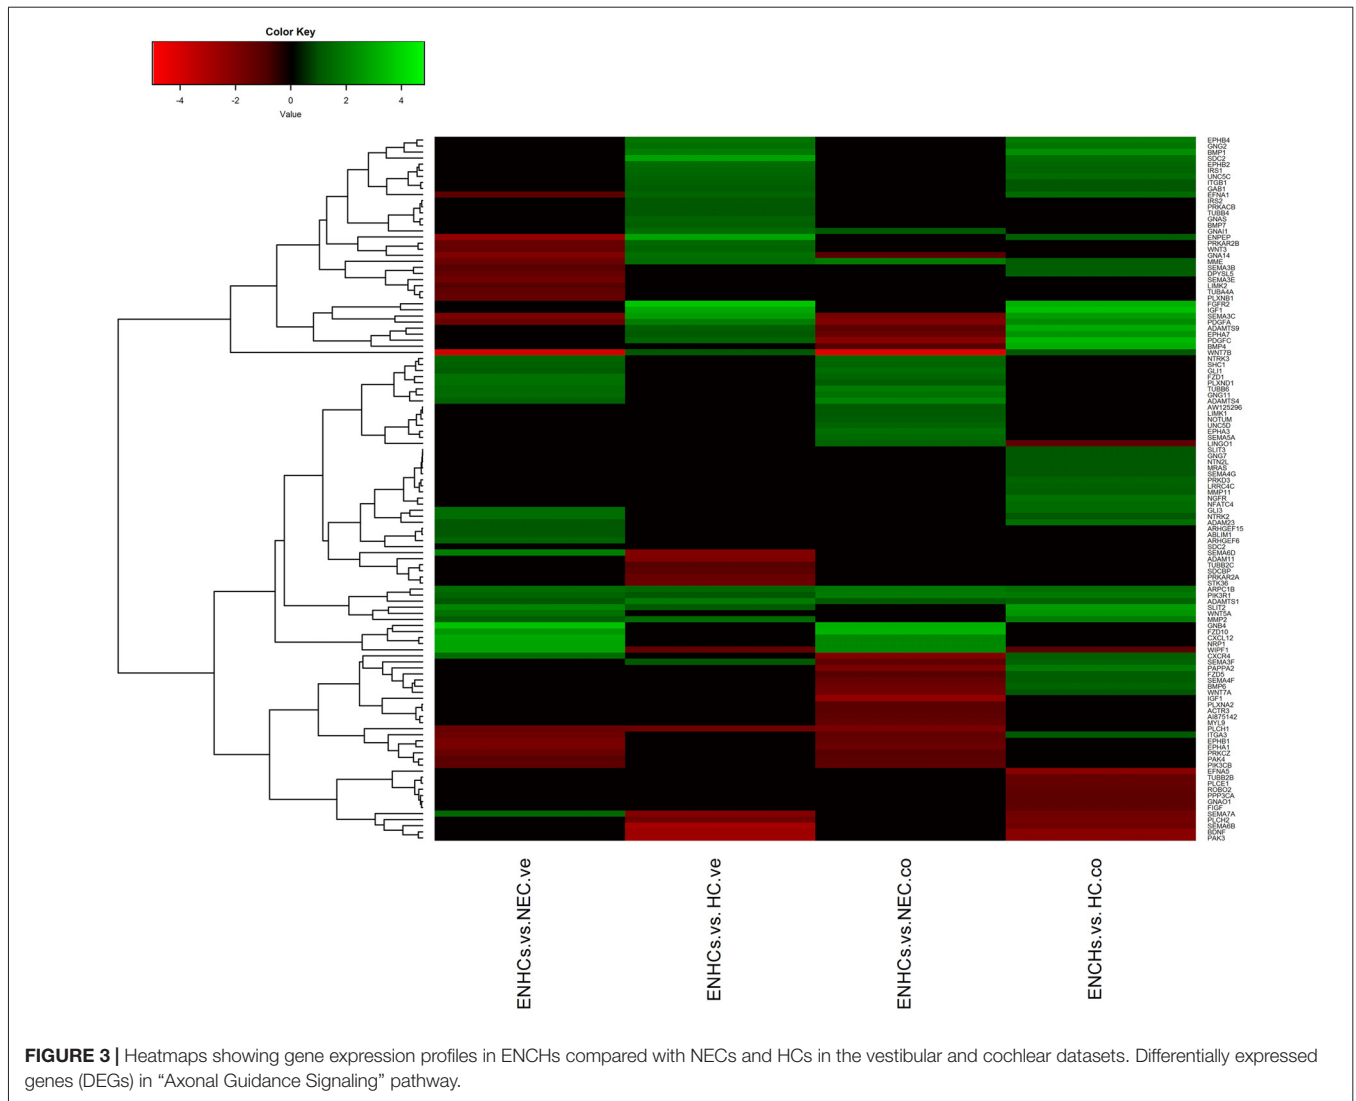 Color Key
-4 -2 0 2 4
Value
EPHB4
GNG2
BMP1
SDC2
EPHB2
IRS1
UNC5C
ITGB1
GAB1
EFNA1
IRS2
PRKACB
TUBB4
GNAS
BMP7
GNAI1
ENPEP
PRKAR2B
WNT3
GNA14
MME
SEMA3B
DPYSL5
SEMA3E
LIMK2
TUBA4A
PLXNB1
FGFR2
IGF1
SEMA3C
PDGFA
ADAMTS9
EPHA7
PDGFC
BMP4
WNT7B
NTRK3
SHC1
GLI1
FZD1
PLXND1
TUBB6
GNG11
ADAMTS4
AW125296
LIMK1
NOTUM
UNC5D
EPHA3
SEMA5A
LINGO1
SLIT3
GNG7
NTN2L
MRAS
SEMA4G
PRKD3
LRRC4C
MMP11
NGFR
NFATC4
GLI3
NTRK2
ADAM23
ARHGEF15
ABLIM1
ARHGEF6
SDC2
SEMA6D
ADAM11
TUBB2C
SDCBP
PRKAR2A
STK36
ARPC1B
PIK3R1
ADAMTS1
SLIT2
WNT5A
MMP2
GNB4
FZD10
CXCL12
NRP1
WIPF1
CXCR4
SEMA3F
PAPPA2
FZD5
SEMA4F
BMP6
WNT7A
IGF1
PLXNA2
ACTR3
AI875142
MYL9
PLCH1
ITGA3
EPHB1
EPHA1
PRKCZ
PAK4
PIK3CB
EFNA5
TUBB2B
PLCE1
ROBO2
PPP3CA
GNAO1
FIGF
SEMA7A
PLCH2
SEMA6B
BDNF
PAK3
ENHCs.vs.NEC.ve
ENHCs.vs. HC.ve
ENHCs.vs.NEC.co
ENCHs.vs. HC.co
FIGURE 3 | Heatmaps showing gene expression profiles in ENCHs compared with NECs and HCs in the vestibular and cochlear datasets. Differentially expressed
genes (DEGs) in “Axonal Guidance Signaling” pathway.